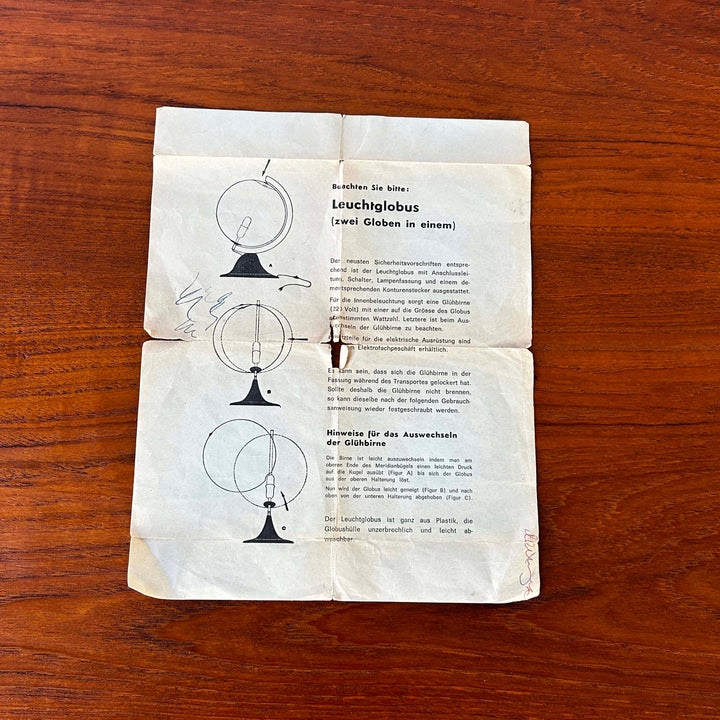 Beachten Sie bitte:
Leuchtglobus
(zwei Globen in einem)
Den neusten Sicherheitsvorschriften entspre-
chend ist der Leuchtglobus mit Anschlusslei-
tung, Schalter, Lampenfassung und einem de-
mentsprechenden Konturenstecker ausgestattet.
Für die Innenbeleuchtung sorgt eine Glühbirne
(220 Volt) mit einer auf die Grösse des Globus
abgestimmten Wattzahl. Letztere ist beim Aus-
wechseln der Glühbirne zu beachten.
Ersatzteile für die elektrische Ausrüstung sind
im Elektrofachgeschäft erhältlich.
Es kann sein, dass sich die Glühbirne in der
Fassung während des Transportes gelockert hat.
Sollte deshalb die Glühbirne nicht brennen,
so kann dieselbe nach der folgenden Gebrauch-
sanweisung wieder festgeschraubt werden.
Hinweise für das Auswechseln
der Glühbirne
Die Birne ist leicht auszuwechseln indem man am
oberen Ende des Meridianbügels einen leichten Druck
auf die Kugel ausübt (Figur A) bis sich der Globus
aus der oberen Halterung löst.
Nun wird der Globus leicht geneigt (Figur B) und nach
oben von der unteren Halterung abgehoben (Figur C).
Der Leuchtglobus ist ganz aus Plastik, die
Globushülle unzerbrechlich und leicht ab-
waschbar.
A
B
C